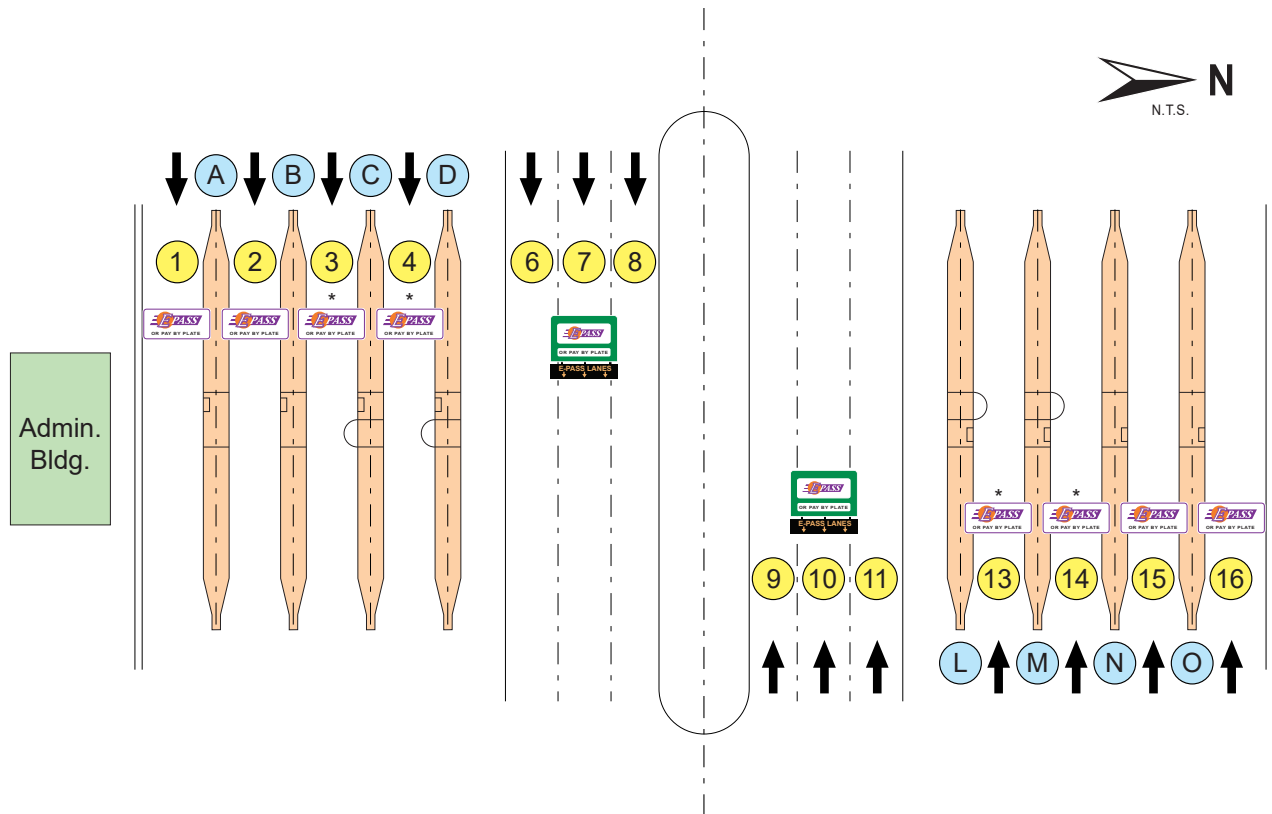 N
N.T.S.
A
B
C
D
1
2
3
4
6
7
8
*
*
E PASS
OR PAY BY PLATE
E PASS
OR PAY BY PLATE
E PASS
OR PAY BY PLATE
E PASS
OR PAY BY PLATE
E PASS
OR PAY BY PLATE
E-PASS LANES
Admin.
Bldg.
E PASS
OR PAY BY PLATE
E-PASS LANES
*
*
E PASS
OR PAY BY PLATE
E PASS
OR PAY BY PLATE
E PASS
OR PAY BY PLATE
E PASS
OR PAY BY PLATE
9
10
11
13
14
15
16
L
M
N
O